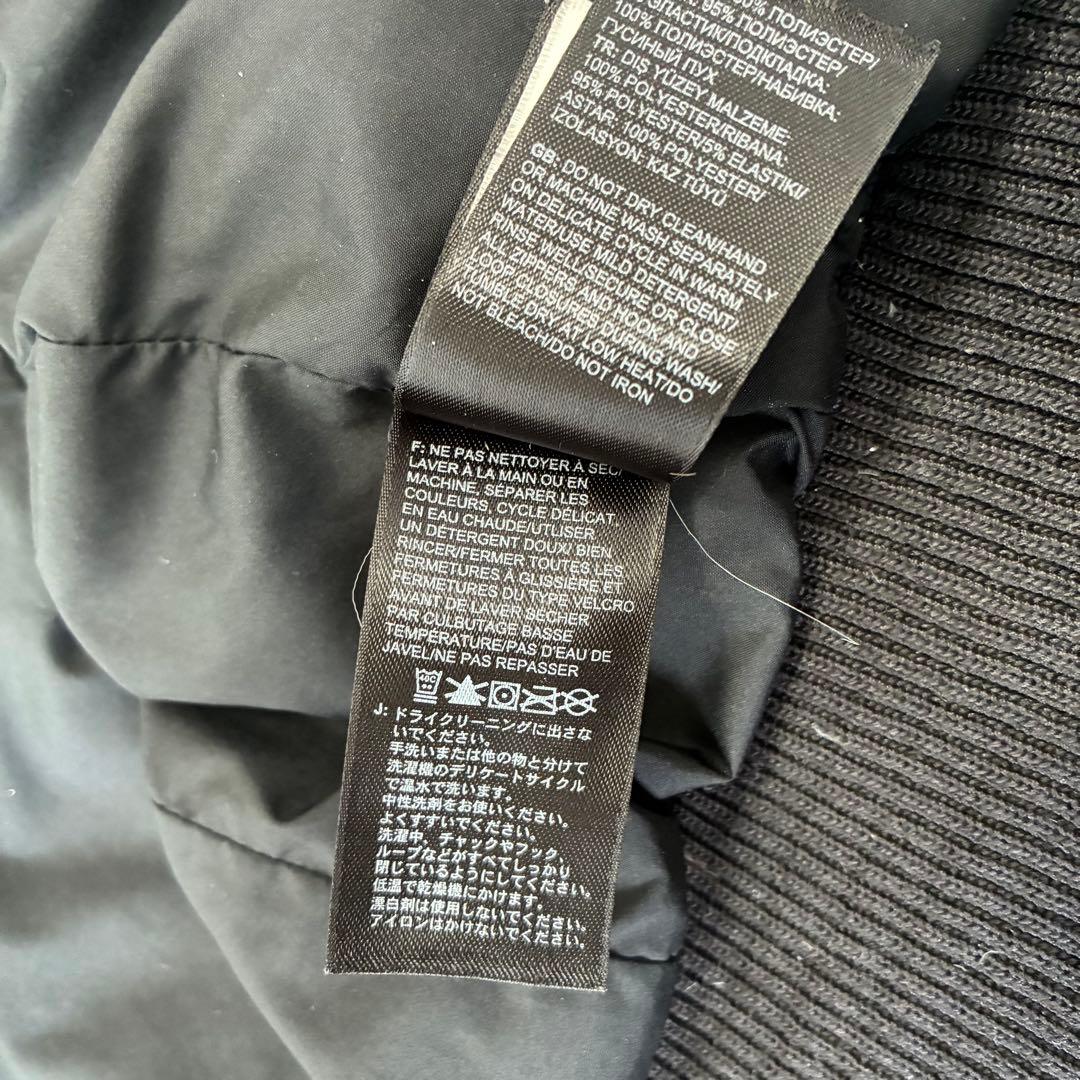 ПОЛИЭСТЕР/
95% ПОЛИЭСТЕР/
ЭЛАСТИК/ПОДКЛАДКА.
100% ПОЛИЭСТЕР/НАБИВКА:
ГУСИНЫЙ ПУХ.
TR: DIŞ YÜZEY MALZEME.
100% POLYESTER/RIBANA.
95% POLYESTER/5% ELASTIKI/
ASTAR. 100% POLYESTER/
IZOLASYON: KAZ TÜYÜ
GB: DO NOT DRY CLEAN/HAND
OR MACHINE WASH SEPARATELY
ON DELICATE CYCLE IN WARM
WATER/USE MILD DETERGENT/
RINSE WELL/SECURE OR CLOSE
ALL ZIPPERS AND HOOK AND
LOOP CLOSURES DURING WASH/
TUMBLE DRY AT LOW HEAT/DO
NOT BLEACH/DO NOT IRON
F: NE PAS NETTOYER À SEC/
LAVER À LA MAIN OU EN
MACHINE, SÉPARER LES
COULEURS, CYCLE DÉLICAT,
EN EAU CHAUDE/UTLISER
UN DÉTERGENT DOUX/ BIEN
RINCER/FERMER TOUTES LES
FERMETURES À GLISSIÈRE ET
FERMETURES DU TYPE VELCRO
AVANT DE LAVER SÉCHER
PAR CULBUTAGE BASSE
TEMPÉRATURE/PAS D'EAU DE
JAVEL/NE PAS REPASSER
40C
J: ドライクリーニングに出さな
いでください。
手洗いまたは他の物と分けて
洗濯機のデリケートサイクル
で温水で洗います。
中性洗剤をお使いください。
よくすすいでください。
洗濯中、チャックやフック、
ループなどがすべてしっかり
閉じているようにしてください。
低温で乾燥機にかけます。
漂白剤は使用しないでください。
アイロンはかけないでください。